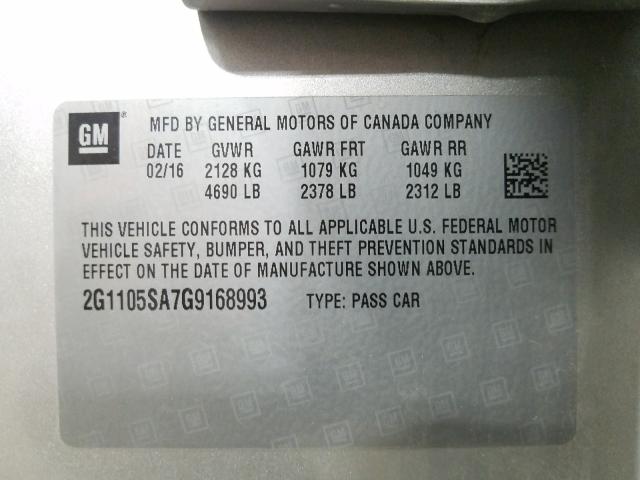 GM®
MFD BY GENERAL MOTORS OF CANADA COMPANY
DATE GVWR GAWR FRT GAWR RR
02/16 2128 KG 1079 KG 1049 KG
4690 LB 2378 LB 2312 LB
THIS VEHICLE CONFORMS TO ALL APPLICABLE U.S. FEDERAL MOTOR
VEHICLE SAFETY, BUMPER, AND THEFT PREVENTION STANDARDS IN
EFFECT ON THE DATE OF MANUFACTURE SHOWN ABOVE.
2G1105SA7G9168993 TYPE: PASS CAR